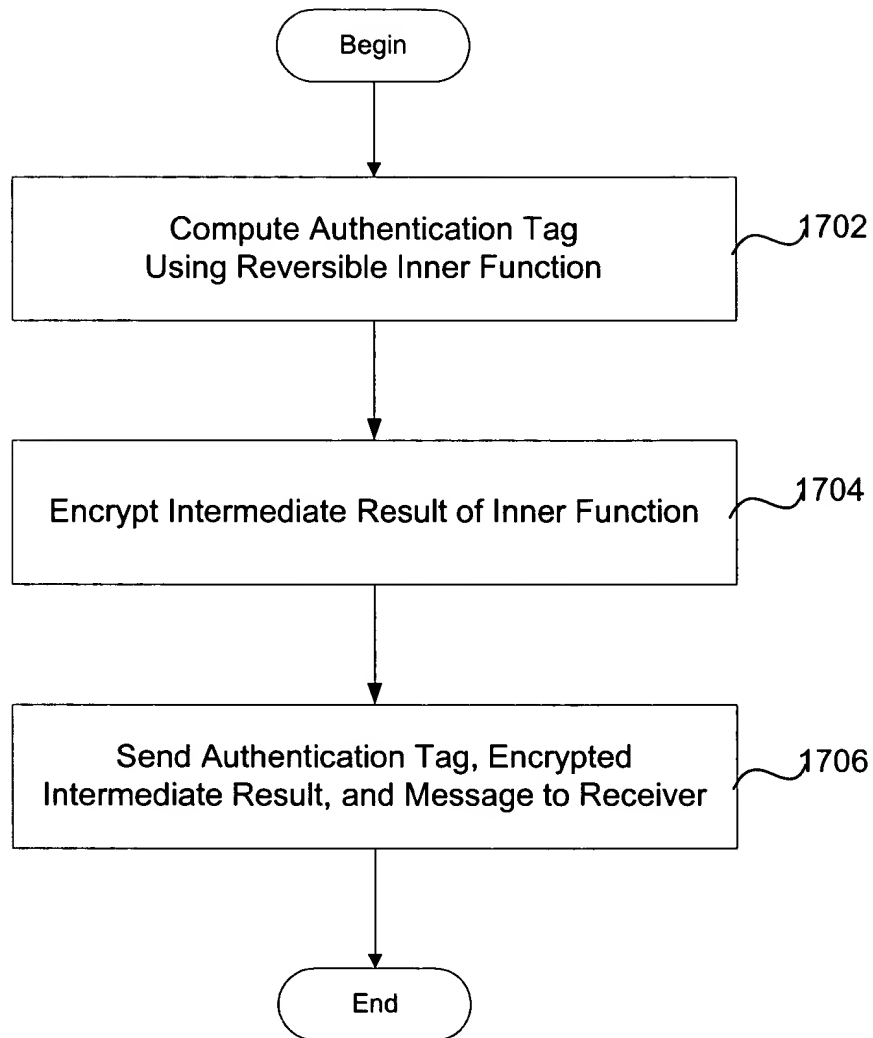 Begin
Compute Authentication Tag
Using Reversible Inner Function
1702
Encrypt Intermediate Result of Inner Function
1704
Send Authentication Tag, Encrypted
Intermediate Result, and Message to Receiver
1706
End